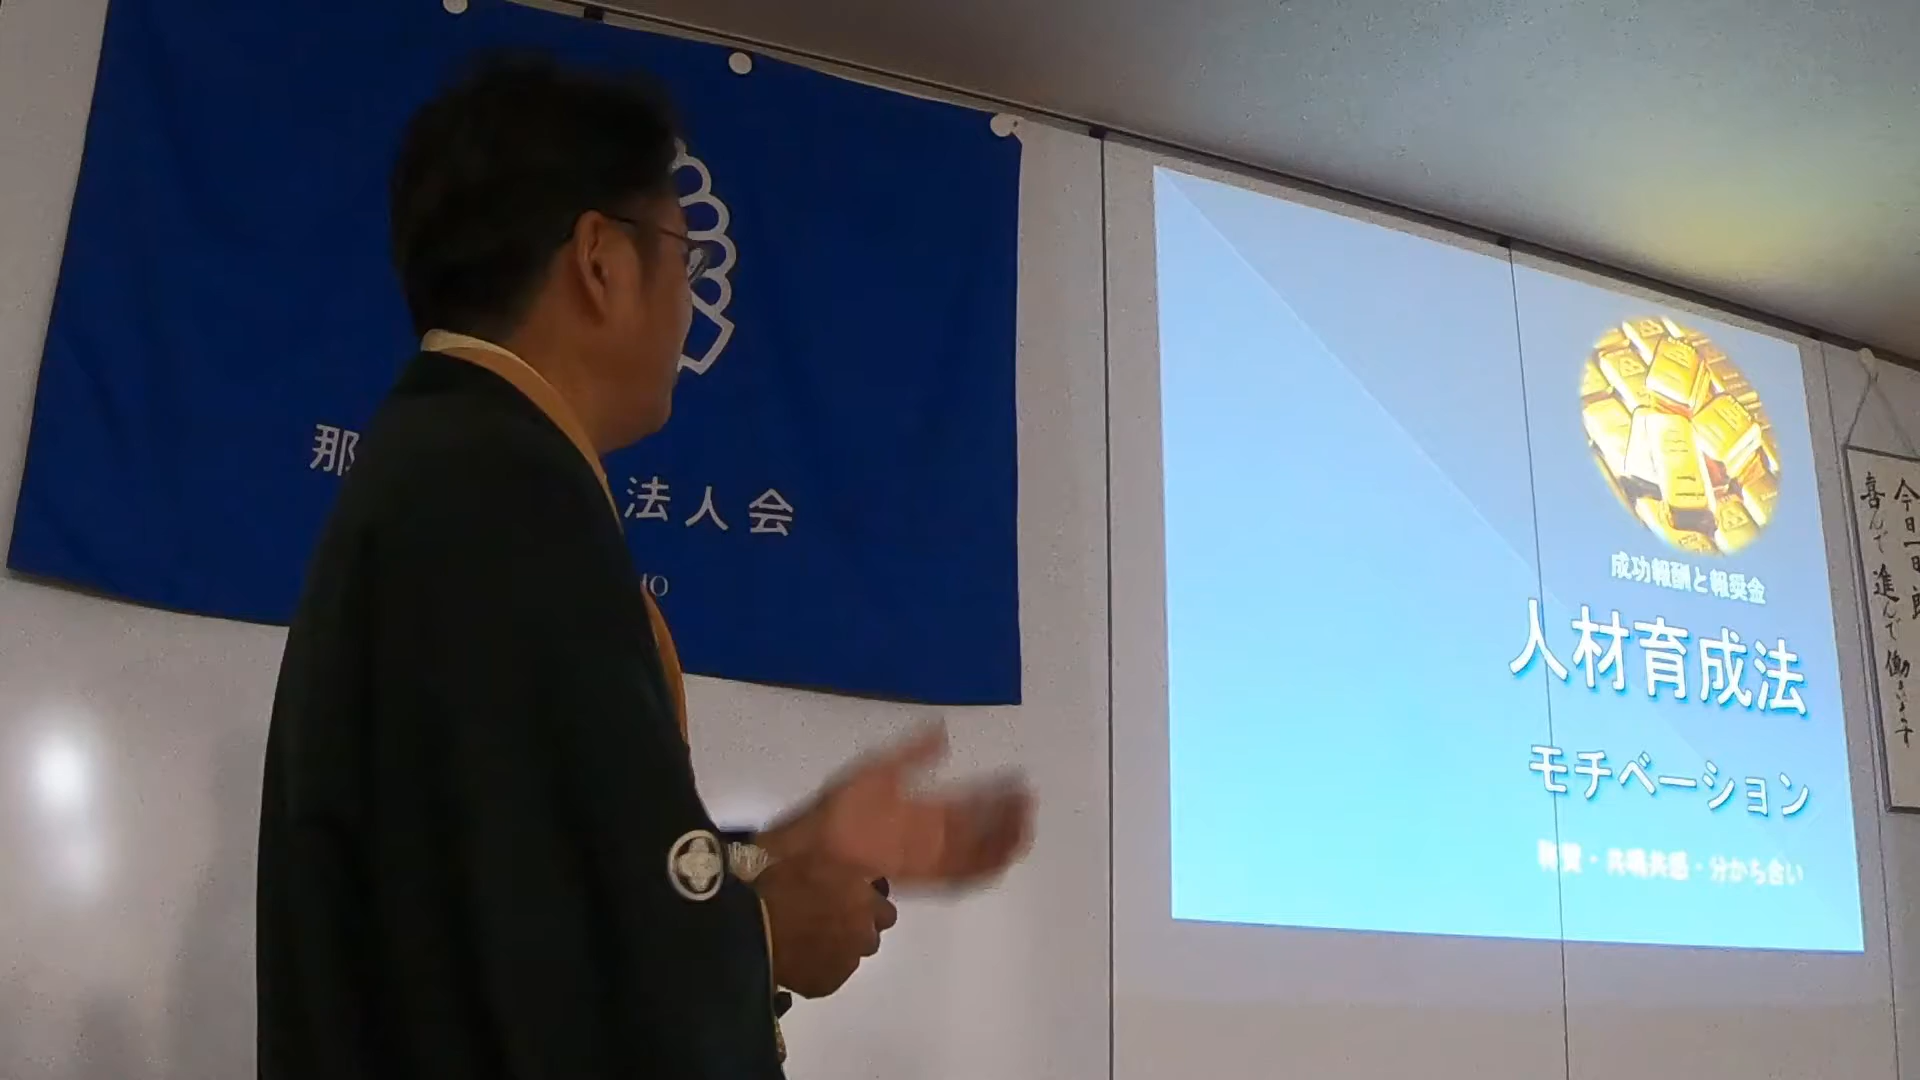 那
法人会
成功報酬と報奨金
人材育成法
モチベーション
・共鳴共感・分かち合い
今日一日朗
喜んで進んで働きます